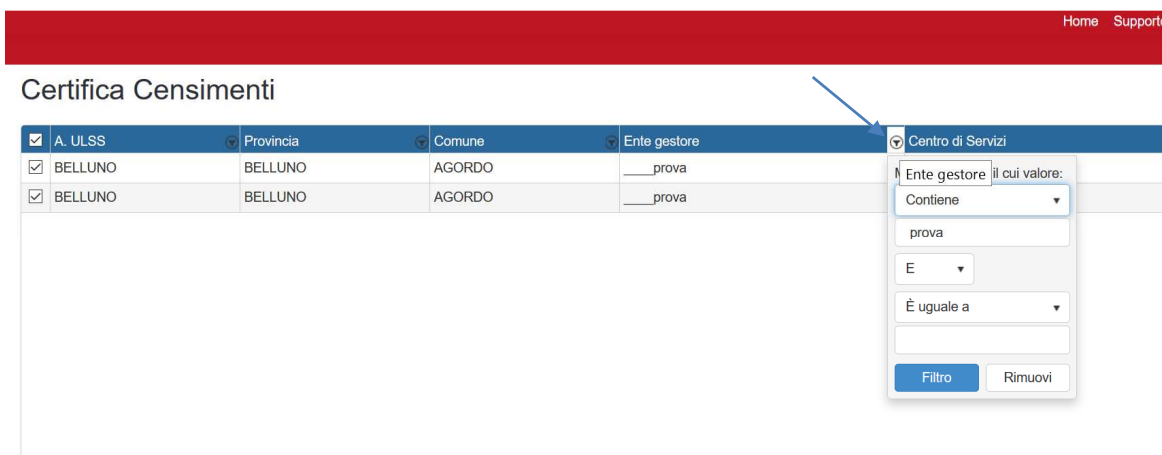 Home Supporto
Certifica Censimenti
A. ULSS Provincia Comune Ente gestore Centro di Servizi
BELLUNO BELLUNO AGORDO ____prova
BELLUNO BELLUNO AGORDO ____prova
Ente gestore il cui valore:
Contiene
prova
E
È uguale a
Filtro Rimuovi